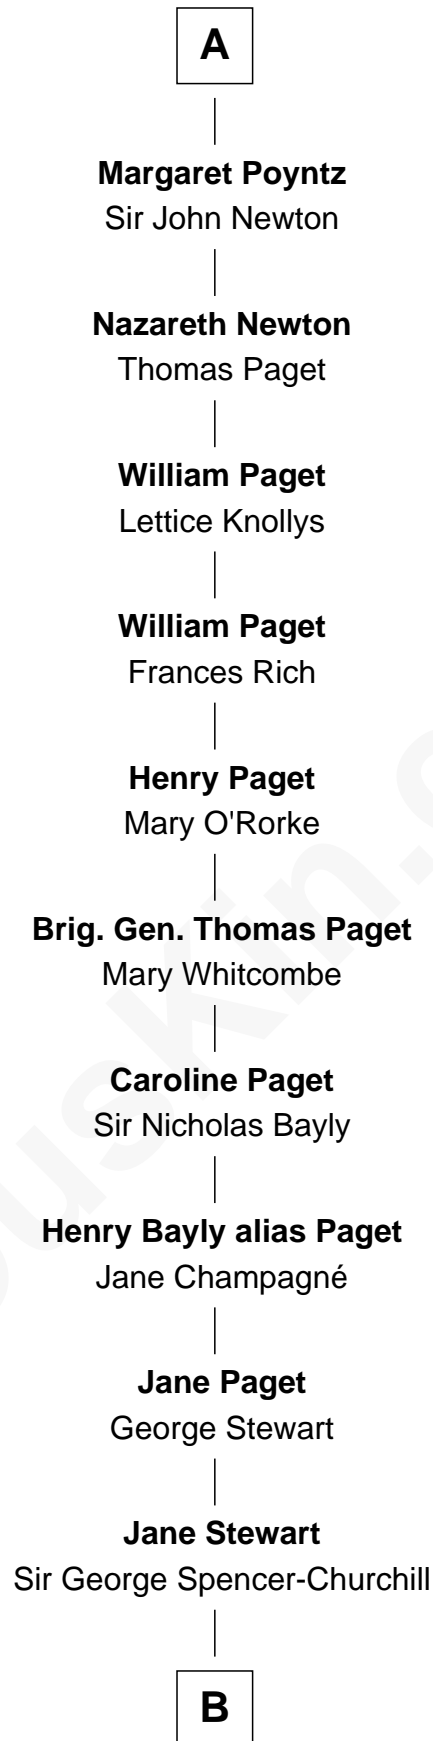 A
Margaret Poyntz
Sir John Newton
Nazareth Newton
Thomas Paget
William Paget
Lettice Knollys
William Paget
Frances Rich
Henry Paget
Mary O'Rorke
Brig. Gen. Thomas Paget
Mary Whitcombe
Caroline Paget
Sir Nicholas Bayly
Henry Bayly alias Paget
Jane Champagné
Jane Paget
George Stewart
Jane Stewart
Sir George Spencer-Churchill
B